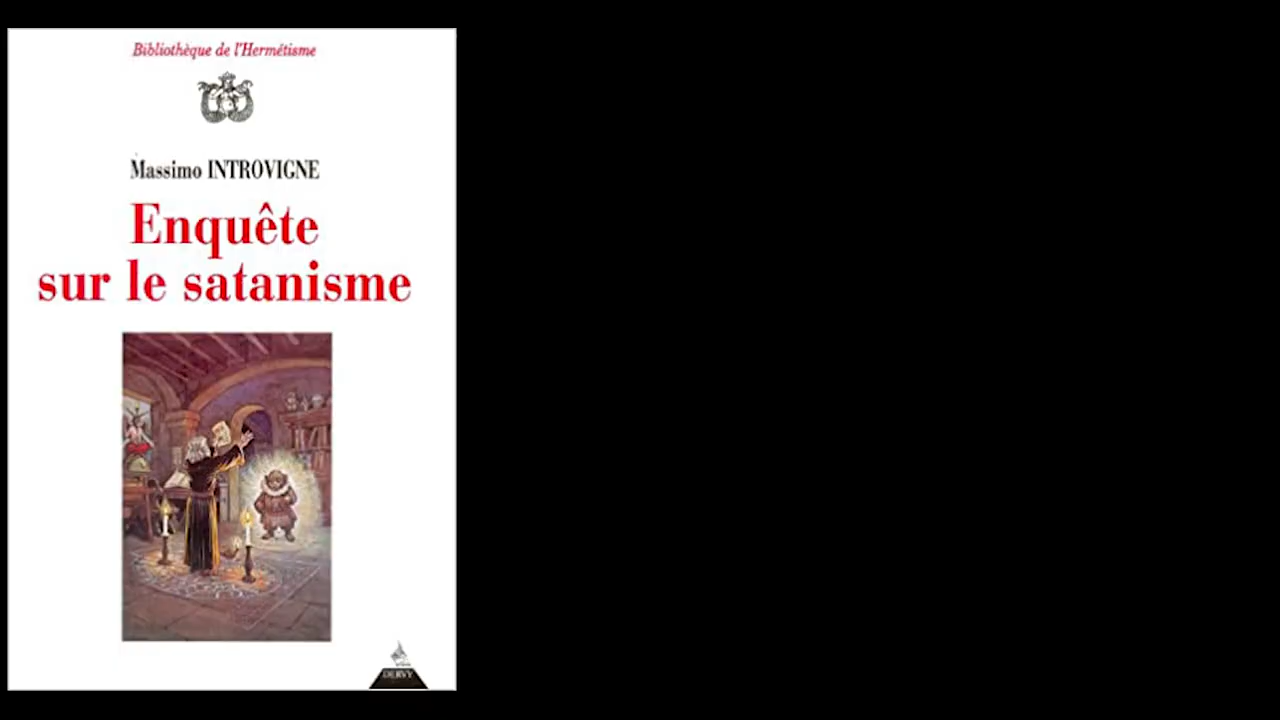 Bibliothèque de l'Hermétisme
Massimo INTROVIGNE
Enquête
sur le satanisme
DERVY